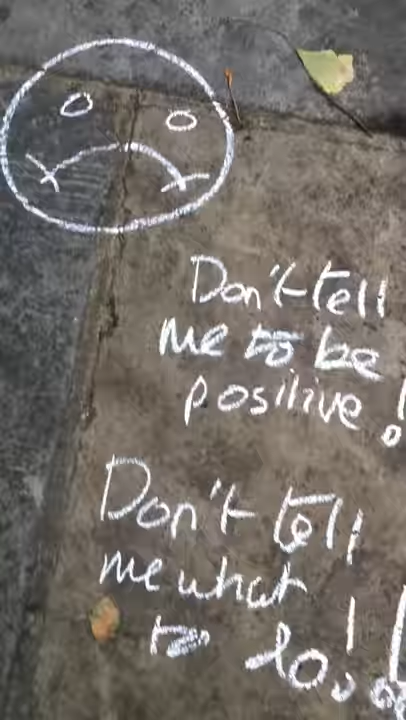 Don't tell
me to be
positive!
Don't tell
me what
to do!!